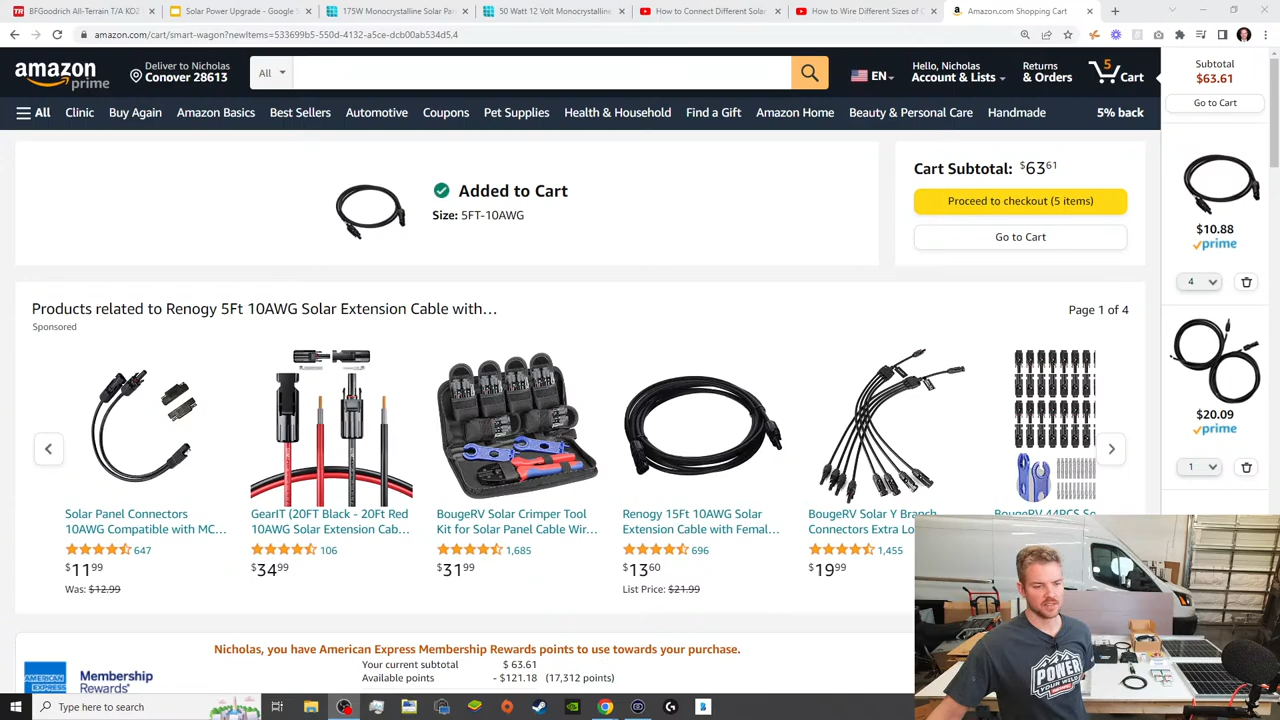 BFGoodrich All-Terrain T/A KO2
Solar Power Upgrade - Google S
175W Monocrystalline Solar Pan
50 Watt 12 Volt Monocrystalline
How to Connect Different Solar
How to Wire Different Sizes of
Amazon.com Shopping Cart
amazon.com/cart/smart-wagon?newItems=533699b5-550d-4132-a5ce-dcb00ab534d5,4
amazon
prime
Deliver to Nicholas
Conover 28613
All
EN
Hello, Nicholas
Account & Lists
Returns
& Orders
5
Cart
All
Clinic
Buy Again
Amazon Basics
Best Sellers
Automotive
Coupons
Pet Supplies
Health & Household
Find a Gift
Amazon Home
Beauty & Personal Care
Handmade
5% back
Subtotal
$63.61
Go to Cart
Added to Cart
Size: 5FT-10AWG
Cart Subtotal: $63.61
Proceed to checkout (5 items)
Go to Cart
$10.88
prime
4
$20.09
prime
1
Products related to Renogy 5Ft 10AWG Solar Extension Cable with…
Sponsored
Page 1 of 4
Solar Panel Connectors
10AWG Compatible with MC…
647
$11.99
Was: $12.99
GearIT (20FT Black - 20Ft Red
10AWG Solar Extension Cab…
106
$34.99
BougeRV Solar Crimper Tool
Kit for Solar Panel Cable Wir…
1,685
$31.99
Renogy 15Ft 10AWG Solar
Extension Cable with Femal…
696
$13.60
List Price: $21.99
BougeRV Solar Y Branch
Connectors Extra Lo
1,455
$19.99
BougeRV 44PCS So
Nicholas, you have American Express Membership Rewards points to use towards your purchase.
AMERICAN
EXPRESS
Membership
Rewards
Your current subtotal $ 63.61
Available points - $121.18 (17,312 points)
POWER
YOUR WILD
Type here to search